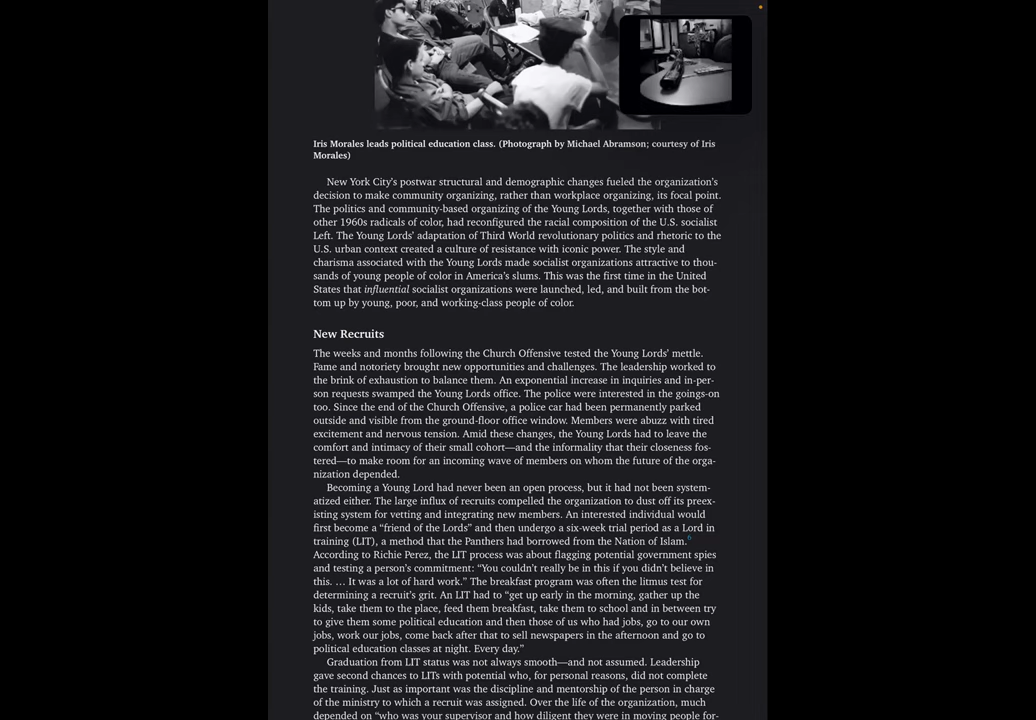 Iris Morales leads political education class. (Photograph by Michael Abramson; courtesy of Iris
Morales)
New York City's postwar structural and demographic changes fueled the organization's
decision to make community organizing, rather than workplace organizing, its focal point.
The politics and community-based organizing of the Young Lords, together with those of
other 1960s radicals of color, had reconfigured the racial composition of the U.S. socialist
Left. The Young Lords' adaptation of Third World revolutionary politics and rhetoric to the
U.S. urban context created a culture of resistance with iconic power. The style and
charisma associated with the Young Lords made socialist organizations attractive to thou-
sands of young people of color in America's slums. This was the first time in the United
States that influential socialist organizations were launched, led, and built from the bot-
tom up by young, poor, and working-class people of color.
New Recruits
The weeks and months following the Church Offensive tested the Young Lords' mettle.
Fame and notoriety brought new opportunities and challenges. The leadership worked to
the brink of exhaustion to balance them. An exponential increase in inquiries and in-per-
son requests swamped the Young Lords office. The police were interested in the goings-on
too. Since the end of the Church Offensive, a police car had been permanently parked
outside and visible from the ground-floor office window. Members were abuzz with tired
excitement and nervous tension. Amid these changes, the Young Lords had to leave the
comfort and intimacy of their small cohort—and the informality that their closeness fos-
tered—to make room for an incoming wave of members on whom the future of the orga-
nization depended.
Becoming a Young Lord had never been an open process, but it had not been system-
atized either. The large influx of recruits compelled the organization to dust off its preex-
isting system for vetting and integrating new members. An interested individual would
first become a “friend of the Lords” and then undergo a six-week trial period as a Lord in
training (LIT), a method that the Panthers had borrowed from the Nation of Islam.6
According to Richie Perez, the LIT process was about flagging potential government spies
and testing a person's commitment: “You couldn't really be in this if you didn't believe in
this. … It was a lot of hard work.” The breakfast program was often the litmus test for
determining a recruit's grit. An LIT had to “get up early in the morning, gather up the
kids, take them to the place, feed them breakfast, take them to school and in between try
to give them some political education and then those of us who had jobs, go to our own
jobs, work our jobs, come back after that to sell newspapers in the afternoon and go to
political education classes at night. Every day.”
Graduation from LIT status was not always smooth—and not assumed. Leadership
gave second chances to LITs with potential who, for personal reasons, did not complete
the training. Just as important was the discipline and mentorship of the person in charge
of the ministry to which a recruit was assigned. Over the life of the organization, much
depended on “who was your supervisor and how diligent they were in moving people for-